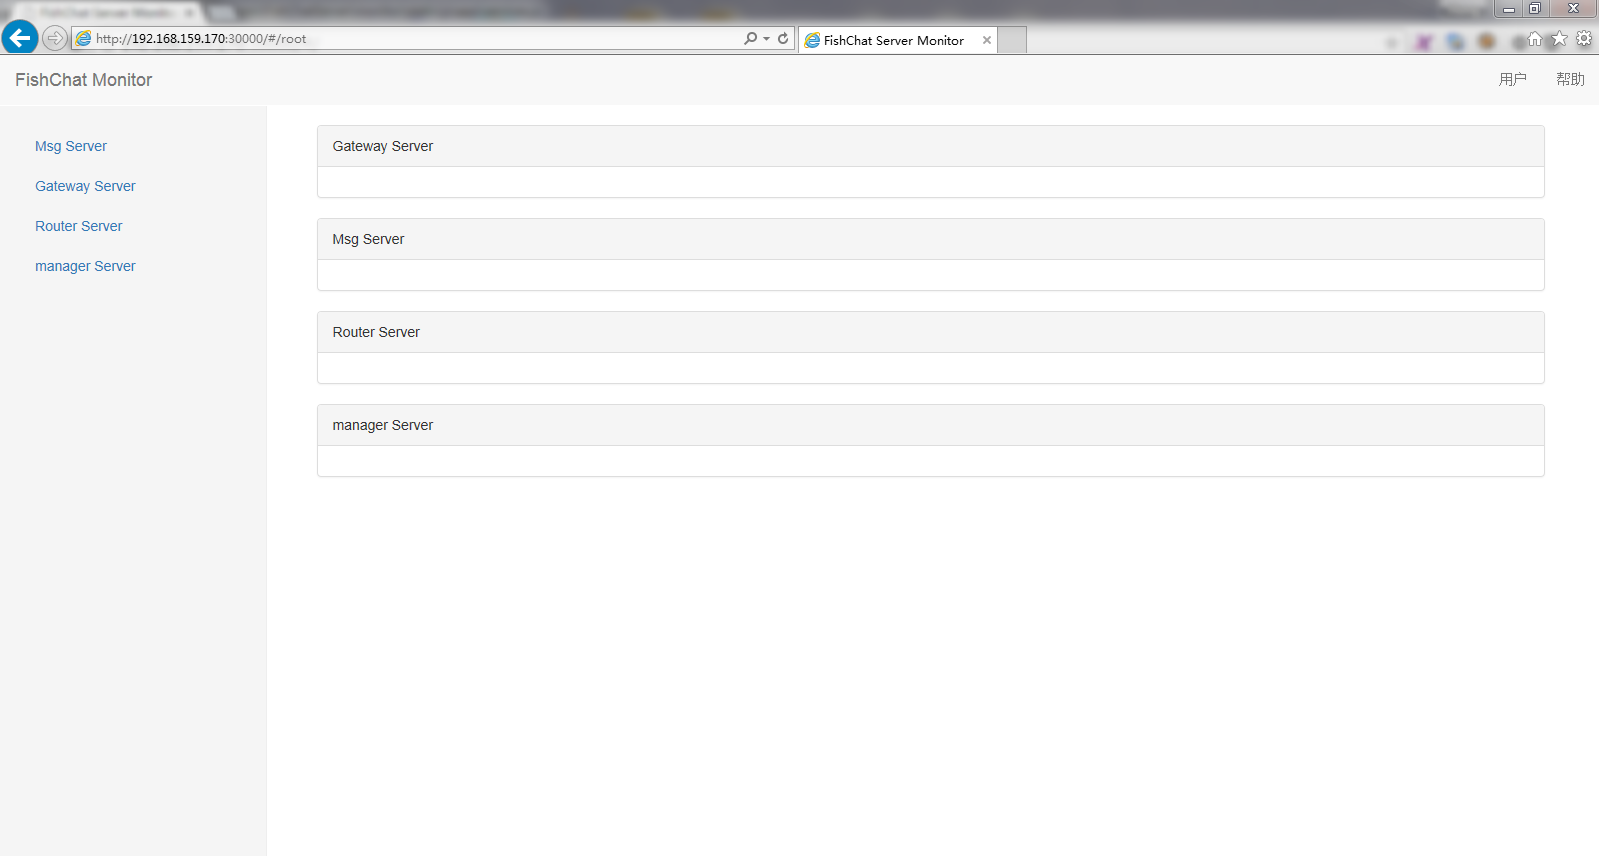 http://192.168.159.170:30000/#/root
FishChat Server Monitor
FishChat Monitor
用户
帮助
Msg Server
Gateway Server
Router Server
manager Server
Gateway Server
Msg Server
Router Server
manager Server